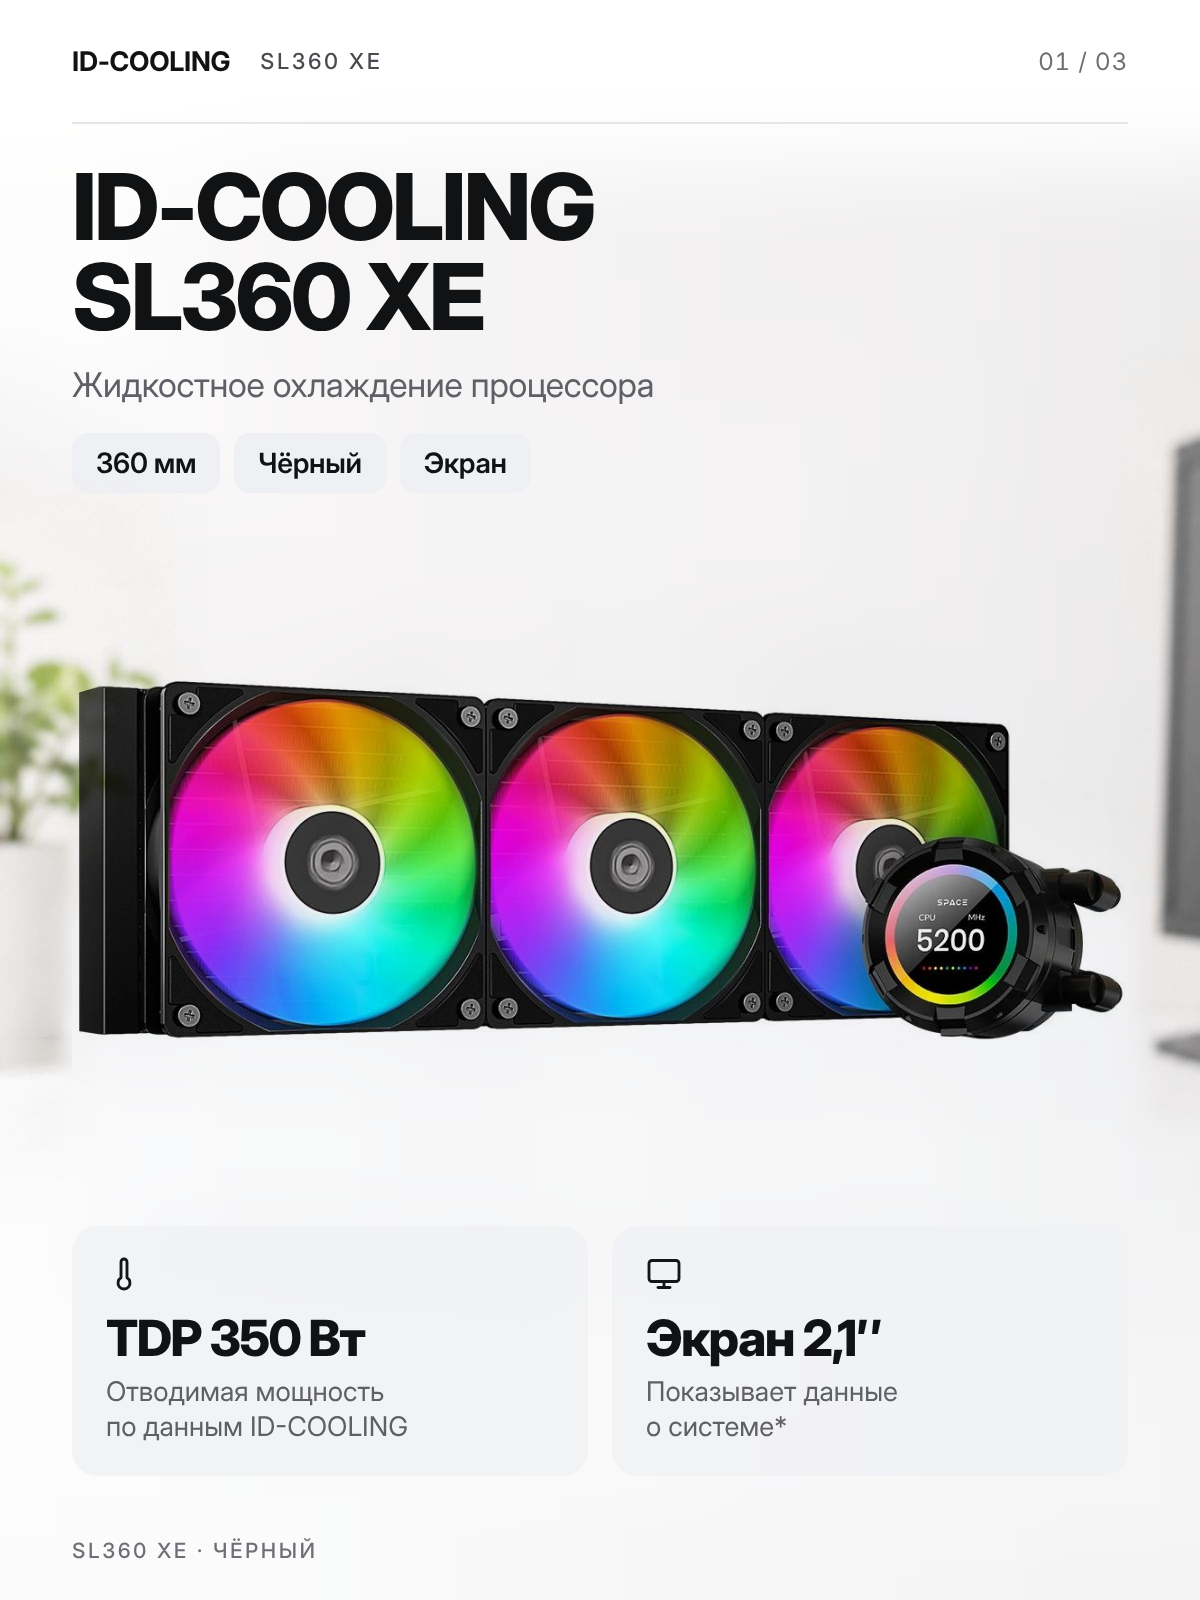 ID-COOLING SL360 XE 01 / 03
ID-COOLING
SL360 XE
Жидкостное охлаждение процессора
360 мм Чёрный Экран
SPACE
CPU MHz
5200
TDP 350 Вт
Отводимая мощность
по данным ID-COOLING
Экран 2,1″
Показывает данные
о системе*
SL360 XE · ЧЁРНЫЙ